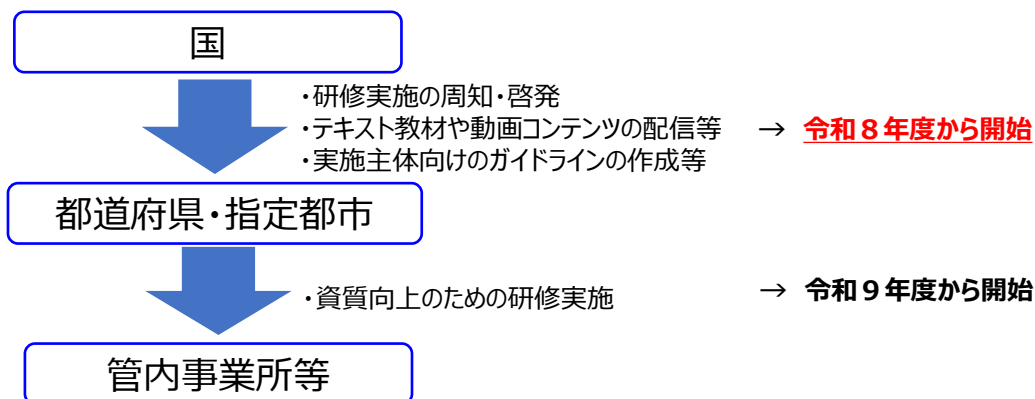 国
・研修実施の周知・啓発
・テキスト教材や動画コンテンツの配信等 → 令和８年度から開始
・実施主体向けのガイドラインの作成等
都道府県・指定都市
・資質向上のための研修実施 → 令和９年度から開始
管内事業所等